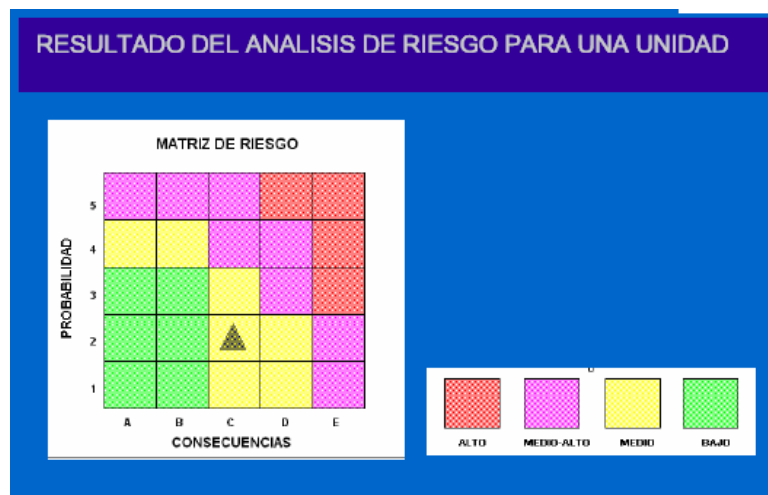 RESULTADO DEL ANALISIS DE RIESGO PARA UNA UNIDAD
MATRIZ DE RIESGO
PROBABILIDAD
5
4
3
2
1
A B C D E
CONSECUENCIAS
ALTO MEDIO-ALTO MEDIO BAJO